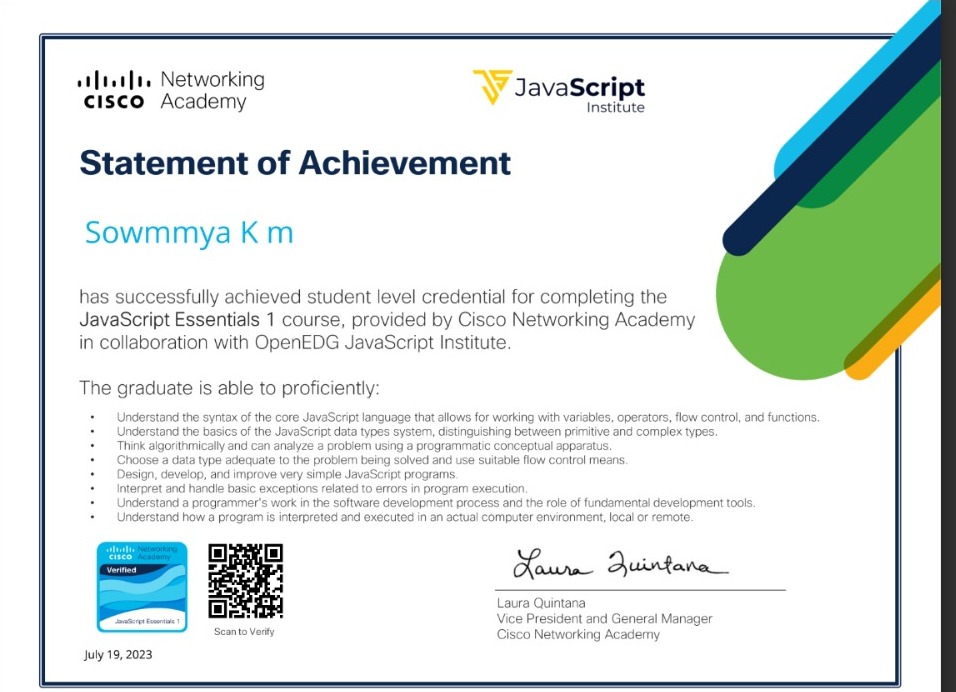 Networking
CISCO Academy
JavaScript
Institute
Statement of Achievement
Sowmmya K m
has successfully achieved student level credential for completing the
JavaScript Essentials 1 course, provided by Cisco Networking Academy
in collaboration with OpenEDG JavaScript Institute.
The graduate is able to proficiently:
• Understand the syntax of the core JavaScript language that allows for working with variables, operators, flow control, and functions.
• Understand the basics of the JavaScript data types system, distinguishing between primitive and complex types.
• Think algorithmically and can analyze a problem using a programmatic conceptual apparatus.
• Choose a data type adequate to the problem being solved and use suitable flow control means.
• Design, develop, and improve very simple JavaScript programs.
• Interpret and handle basic exceptions related to errors in program execution.
• Understand a programmer's work in the software development process and the role of fundamental development tools.
• Understand how a program is interpreted and executed in an actual computer environment, local or remote.
Networking
CISCO Academy
Verified
JavaScript Essentials 1
Scan to Verify
July 19, 2023
Laura Quintana
Laura Quintana
Vice President and General Manager
Cisco Networking Academy